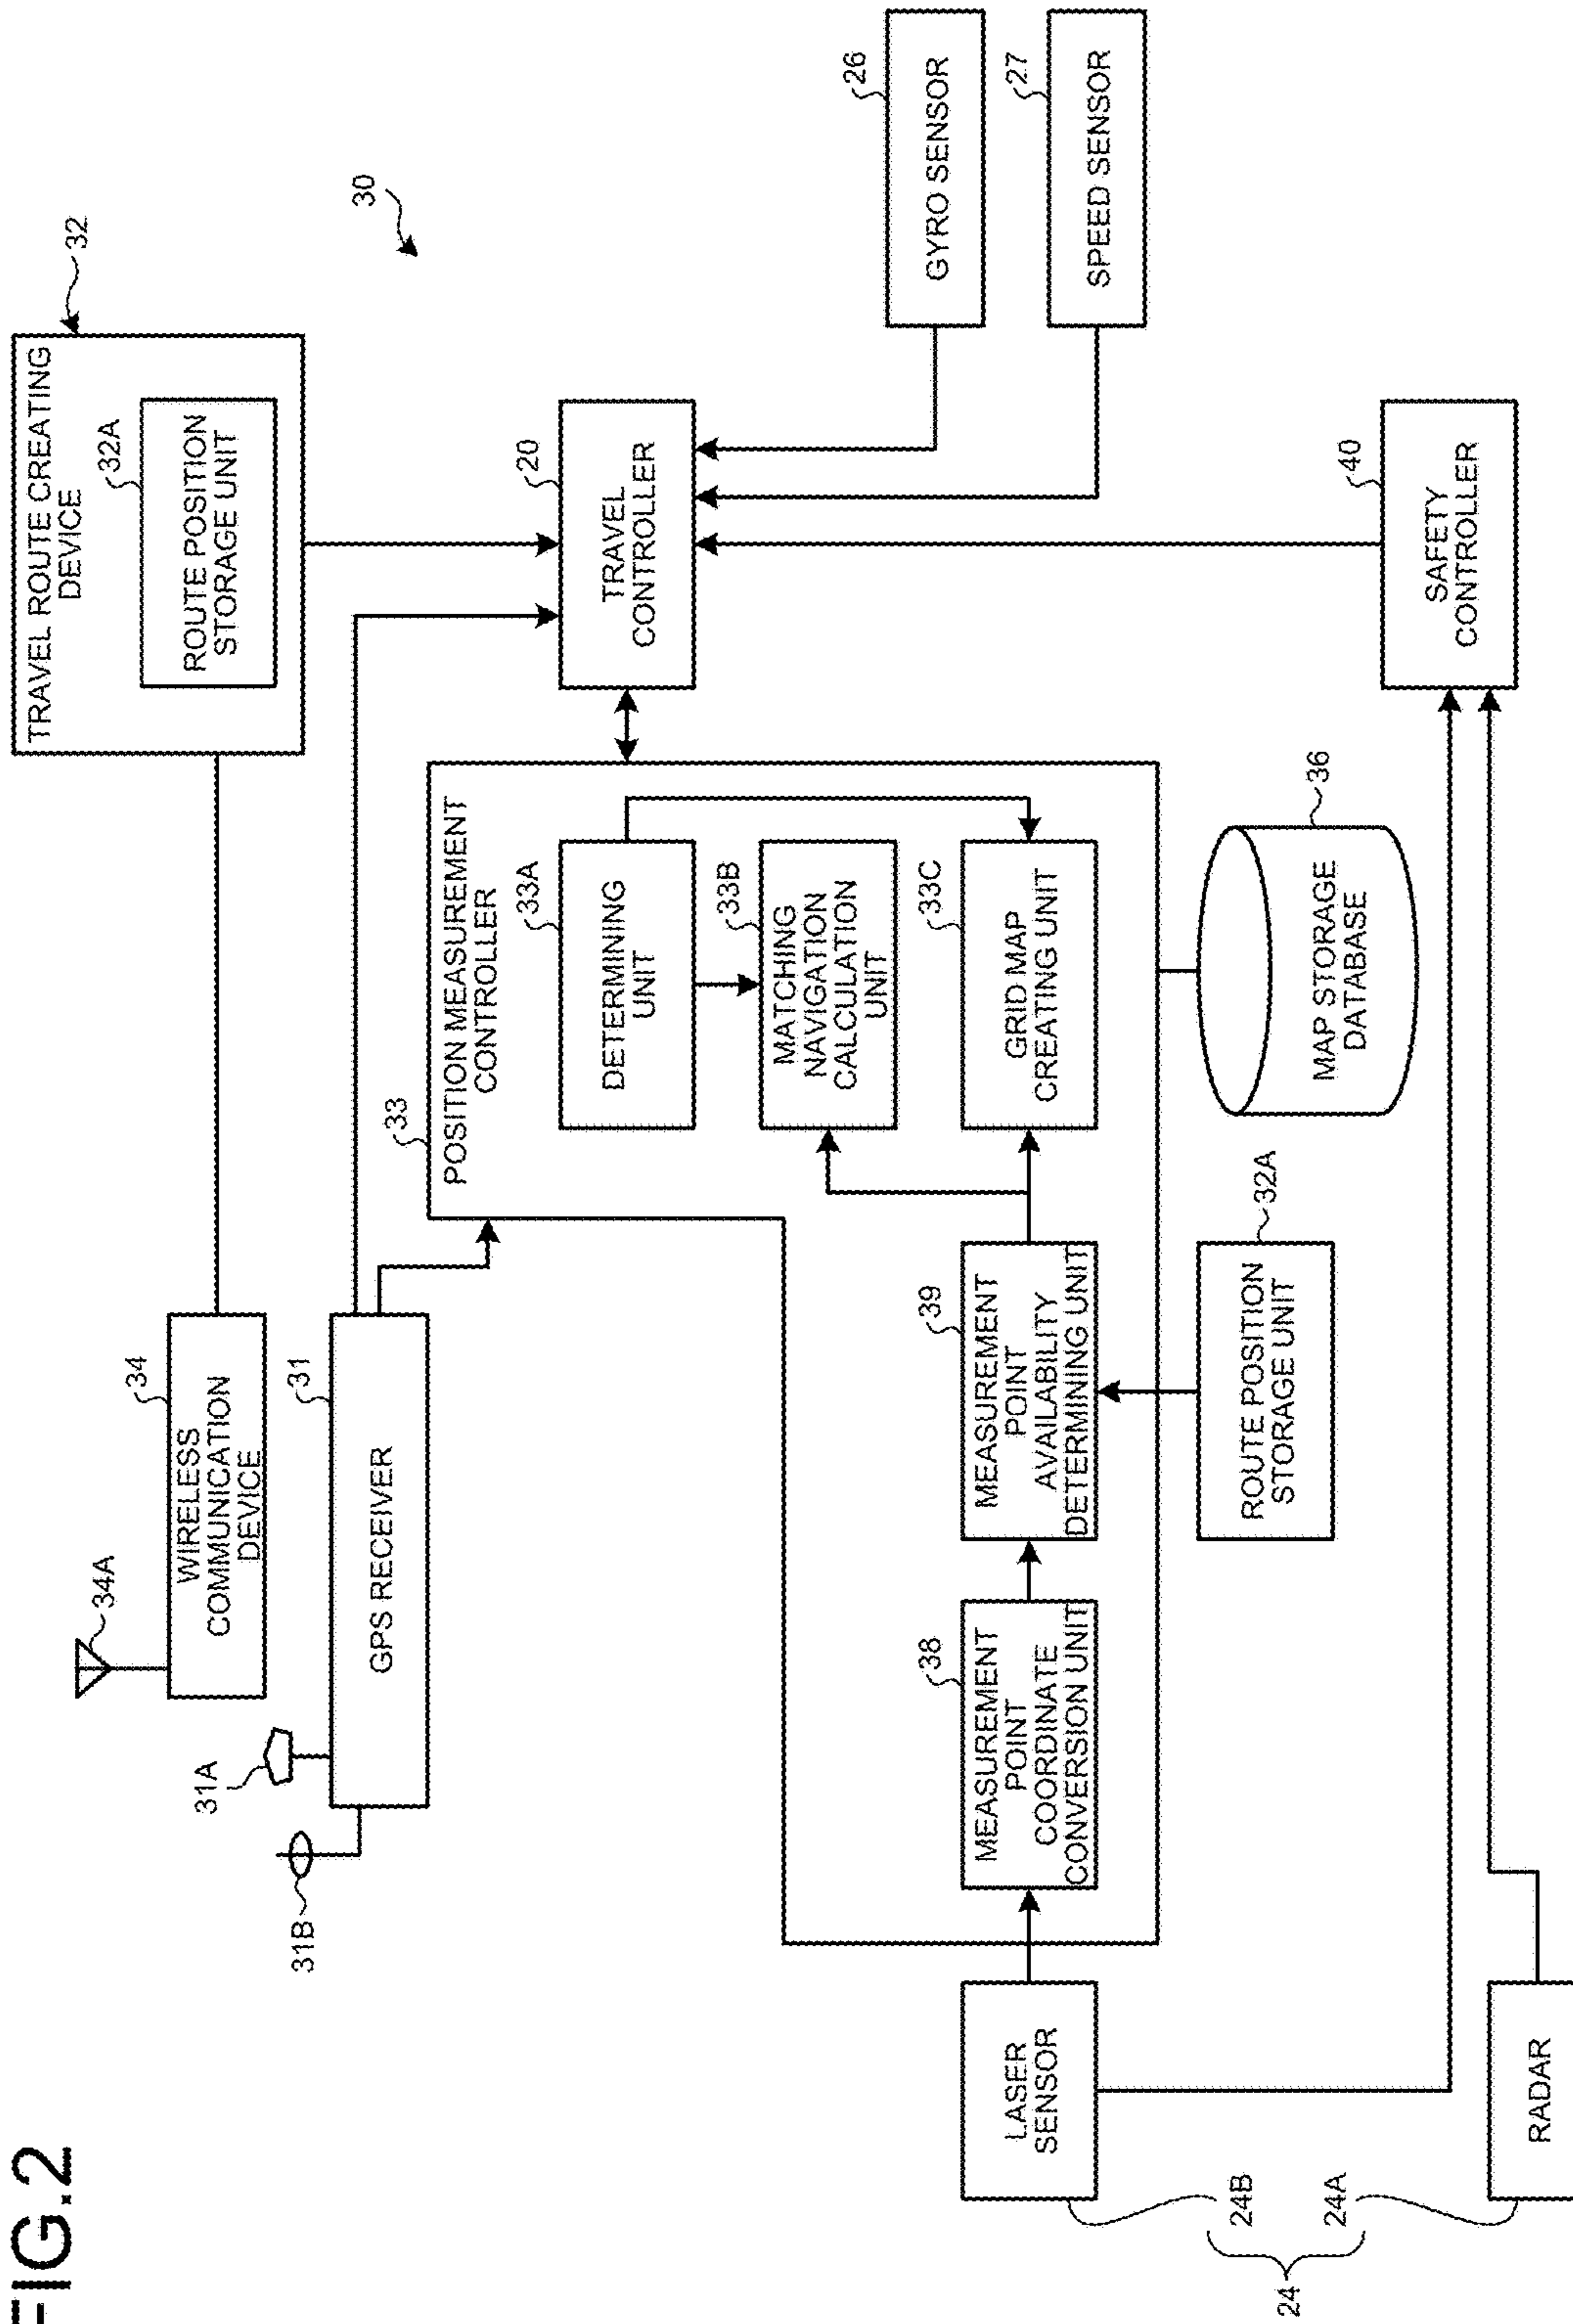 FIG.2
34A
34
WIRELESS
COMMUNICATION
DEVICE
31A
31B
31
GPS RECEIVER
32
TRAVEL ROUTE CREATING
DEVICE
32A
ROUTE POSITION
STORAGE UNIT
30
20
TRAVEL
CONTROLLER
26
GYRO SENSOR
27
SPEED SENSOR
33
POSITION MEASUREMENT
CONTROLLER
33A
DETERMINING
UNIT
33B
MATCHING
NAVIGATION
CALCULATION
UNIT
33C
GRID MAP
CREATING UNIT
24
24B
24A
LASER
SENSOR
38
MEASUREMENT
POINT
COORDINATE
CONVERSION UNIT
39
MEASUREMENT
POINT
AVAILABILITY
DETERMINING UNIT
32A
ROUTE POSITION
STORAGE UNIT
36
MAP STORAGE
DATABASE
40
SAFETY
CONTROLLER
RADAR